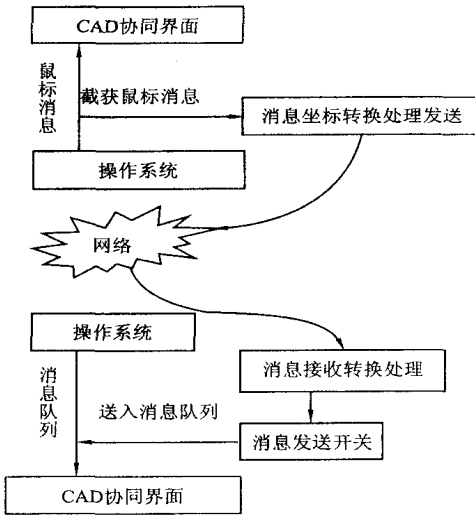 CAD协同界面
鼠标消息
截获鼠标消息
消息坐标转换处理发送
操作系统
网络
操作系统
消息接收转换处理
消息队列
送入消息队列
消息发送开关
CAD协同界面